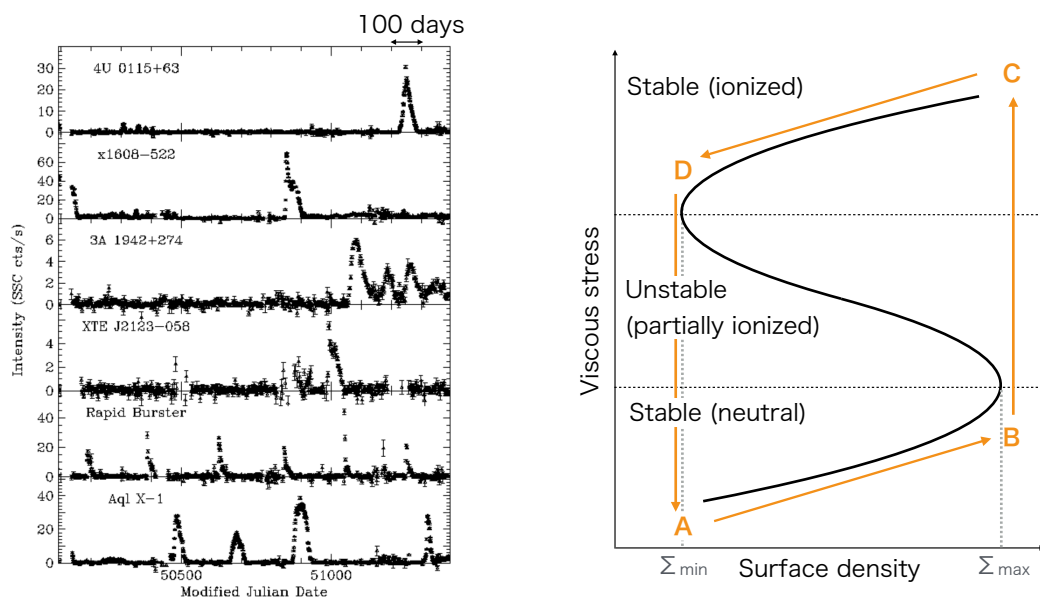 100 days
4U 0115+63
30
20
10
0
x1608-522
60
40
20
0
3A 1942+274
6
4
2
0
XTE J2123-058
4
2
0
Rapid Burster
40
20
0
Aql X-1
40
20
0
Intensity (SSC cts/s)
50500
51000
Modified Julian Date
Stable (ionized)
C
D
Unstable
(partially ionized)
Stable (neutral)
B
A
Viscous stress
Σ min
Surface density
Σ max